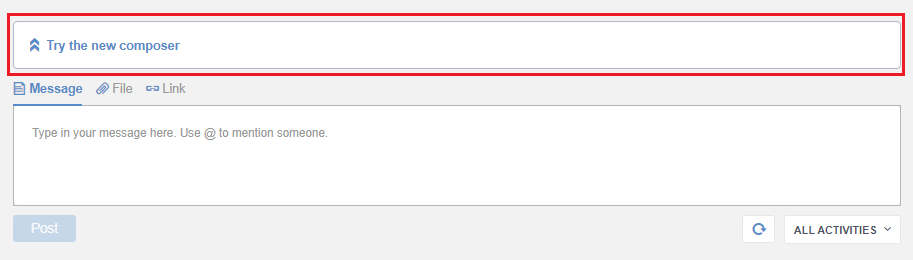 Try the new composer
Message File Link
Type in your message here. Use @ to mention someone.
Post ALL ACTIVITIES